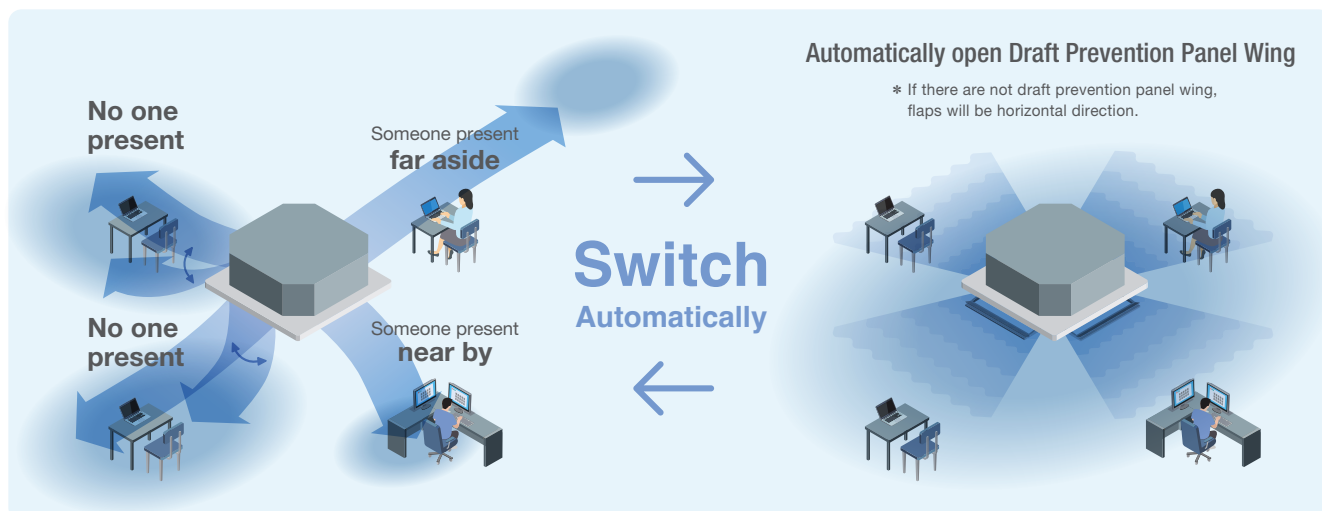 No one
present
Someone present
far aside
No one
present
Someone present
near by
Switch
Automatically
Automatically open Draft Prevention Panel Wing
* If there are not draft prevention panel wing,
flaps will be horizontal direction.